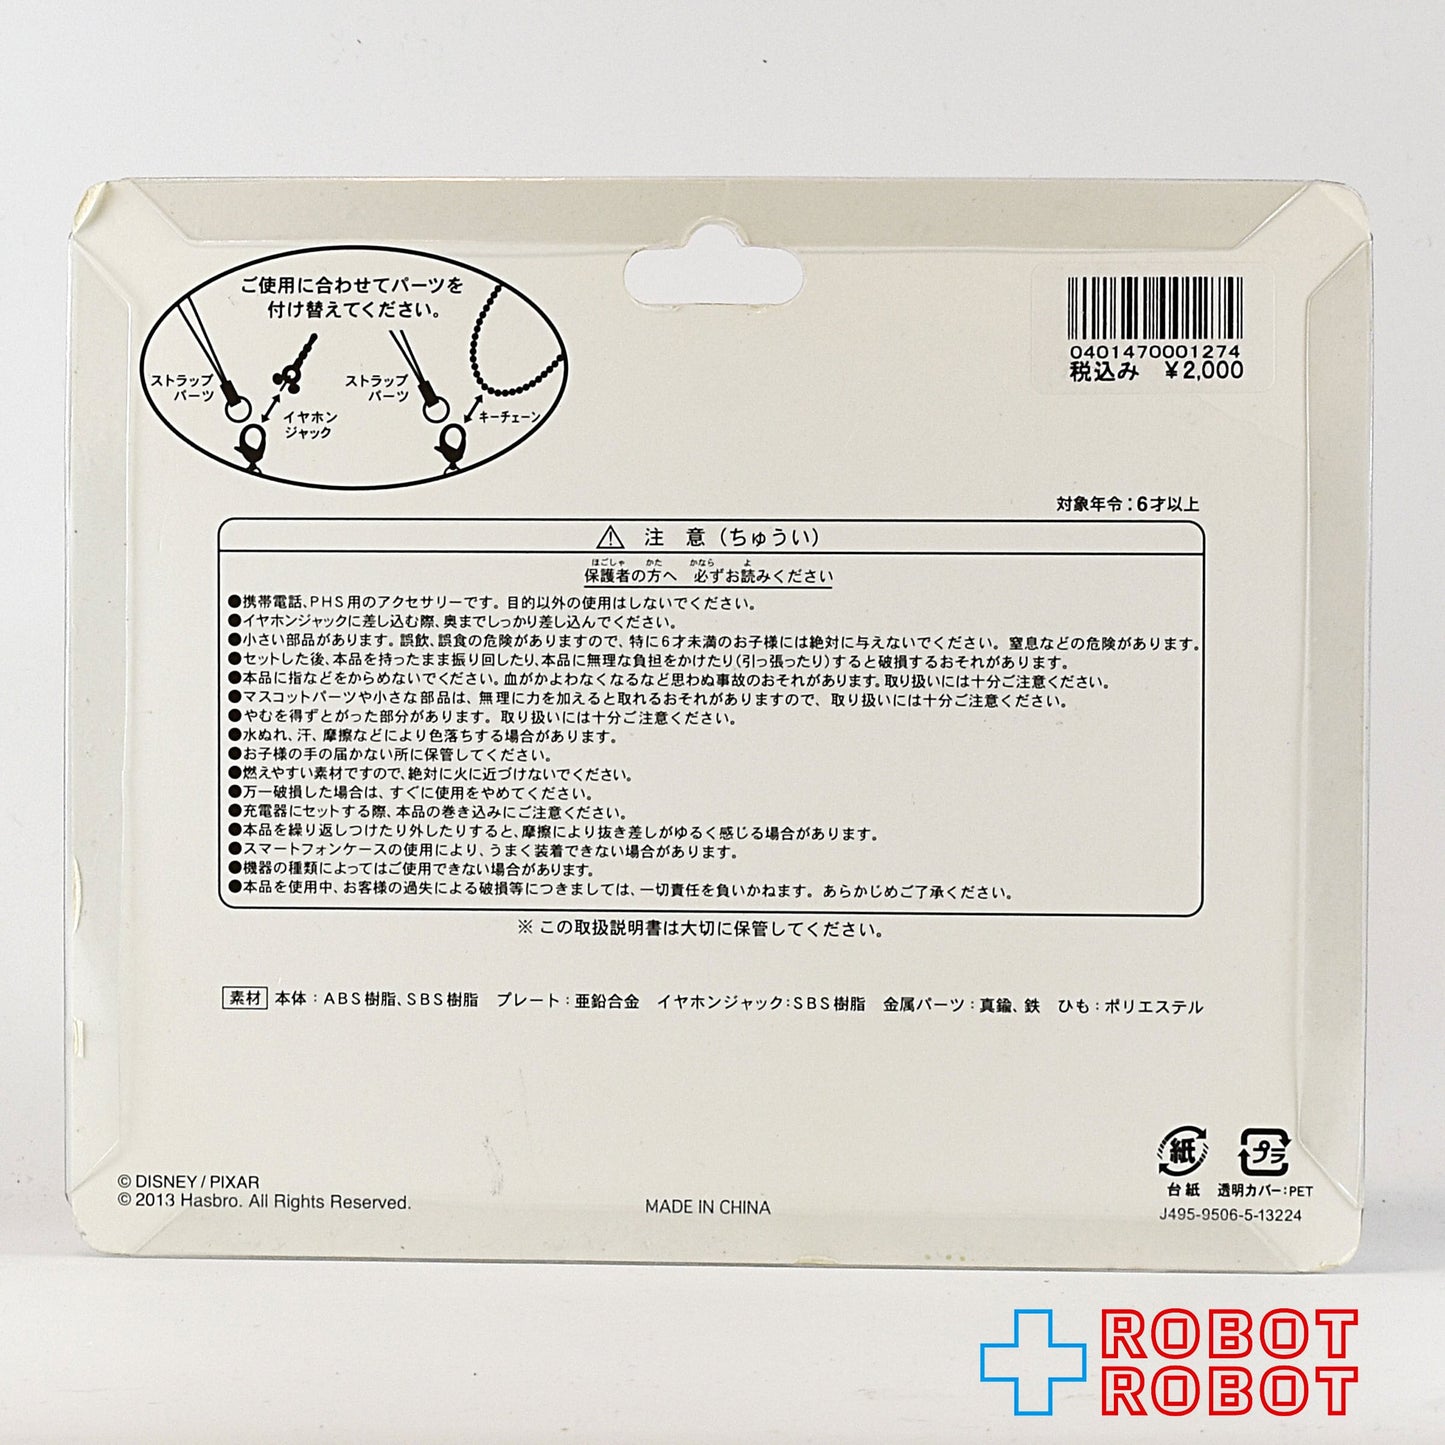 ご使用に合わせてパーツを
付け替えてください。
ストラップ
パーツ
イヤホン
ジャック
ストラップ
パーツ
キーチェーン
0401470001274
税込み ￥2,000
対象年令：6才以上
⚠ 注 意（ちゅうい）
ほごしゃ かた かなら よ
保護者の方へ 必ずお読みください
●携帯電話、PHS用のアクセサリーです。目的以外の使用はしないでください。
●イヤホンジャックに差し込む際、奥までしっかり差し込んでください。
●小さい部品があります。誤飲、誤食の危険がありますので、特に6才未満のお子様には絶対に与えないでください。窒息などの危険があります。
●セットした後、本品を持ったまま振り回したり、本品に無理な負担をかけたり（引っ張ったり）すると破損するおそれがあります。
●本品に指などをからめないでください。血がかよわなくなるなど思わぬ事故のおそれがあります。取り扱いには十分ご注意ください。
●マスコットパーツや小さな部品は、無理に力を加えると取れるおそれがありますので、取り扱いには十分ご注意ください。
●やむを得ずとがった部分があります。取り扱いには十分ご注意ください。
●水ぬれ、汗、摩擦などにより色落ちする場合があります。
●お子様の手の届かない所に保管してください。
●燃えやすい素材ですので、絶対に火に近づけないでください。
●万一破損した場合は、すぐに使用をやめてください。
●充電器にセットする際、本品の巻き込みにご注意ください。
●本品を繰り返しつけたり外したりすると、摩擦により抜き差しがゆるく感じる場合があります。
●スマートフォンケースの使用により、うまく装着できない場合があります。
●機器の種類によってはご使用できない場合があります。
●本品を使用中、お客様の過失による破損等につきましては、一切責任を負いかねます。あらかじめご了承ください。
※この取扱説明書は大切に保管してください。
素材 本体：ABS樹脂、SBS樹脂 プレート：亜鉛合金 イヤホンジャック：SBS樹脂 金属パーツ：真鍮、鉄 ひも：ポリエステル
紙 プラ
台紙 透明カバー：PET
J495-9506-5-13224
© DISNEY / PIXAR
© 2013 Hasbro. All Rights Reserved.
MADE IN CHINA
ROBOT
ROBOT